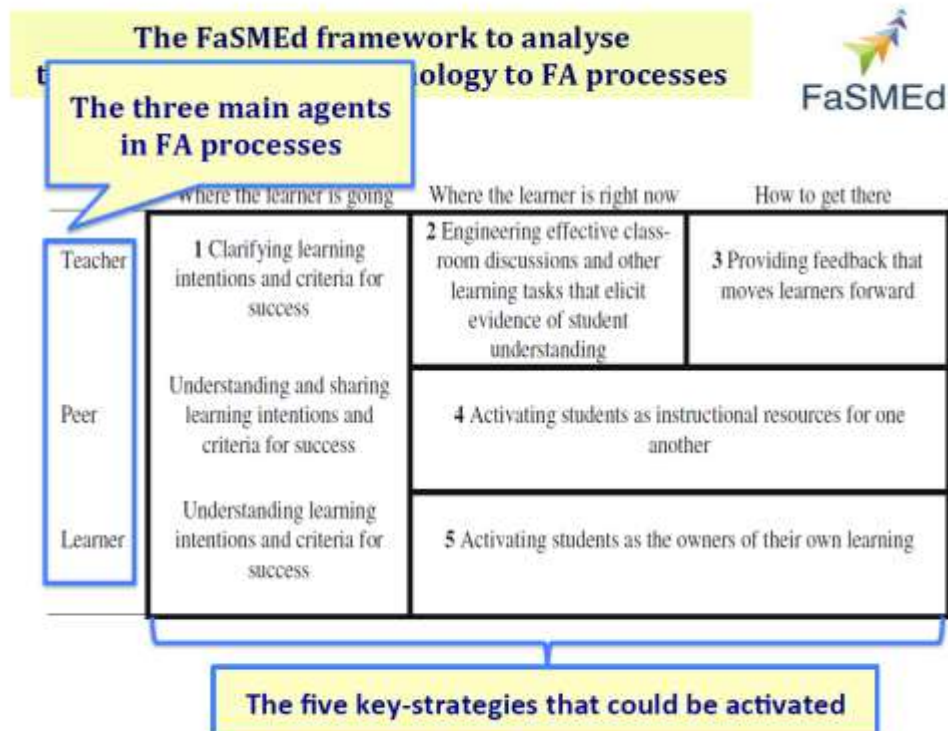 The FaSMEd framework to analyse
t nology to FA processes
FaSMEd
The three main agents
in FA processes
Where the learner is going Where the learner is right now How to get there
Teacher
1 Clarifying learning
intentions and criteria for
success
2 Engineering effective class-
room discussions and other
learning tasks that elicit
evidence of student
understanding
3 Providing feedback that
moves learners forward
Peer
Understanding and sharing
learning intentions and
criteria for success
4 Activating students as instructional resources for one
another
Learner
Understanding learning
intentions and criteria for
success
5 Activating students as the owners of their own learning
The five key-strategies that could be activated